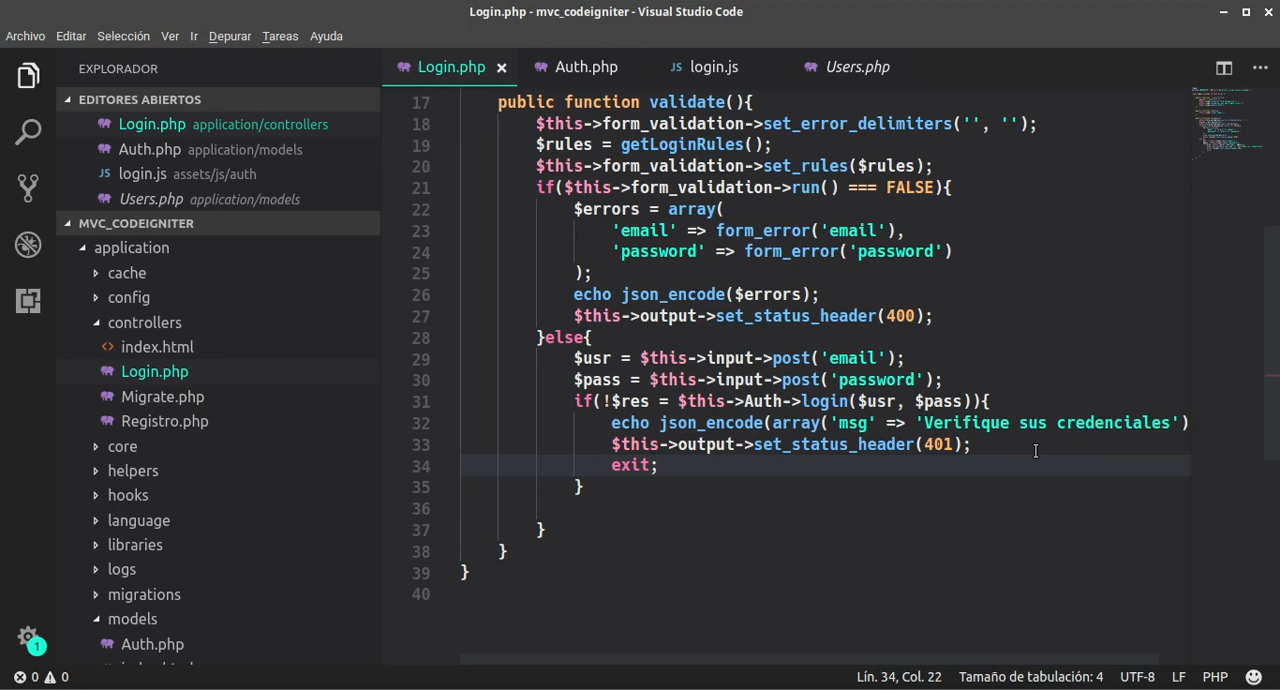 Login.php - mvc_codeigniter - Visual Studio Code
Archivo Editar Selección Ver Ir Depurar Tareas Ayuda
EXPLORADOR
EDITORES ABIERTOS
Login.php application/controllers
Auth.php application/models
JS login.js assets/js/auth
Users.php application/models
MVC_CODEIGNITER
application
cache
config
controllers
<> index.html
Login.php
Migrate.php
Registro.php
core
helpers
hooks
language
libraries
logs
migrations
models
Auth.php
Login.php Auth.php JS login.js Users.php
17 public function validate(){
18 $this->form_validation->set_error_delimiters('', '');
19 $rules = getLoginRules();
20 $this->form_validation->set_rules($rules);
21 if($this->form_validation->run() === FALSE){
22 $errors = array(
23 'email' => form_error('email'),
24 'password' => form_error('password')
25 );
26 echo json_encode($errors);
27 $this->output->set_status_header(400);
28 }else{
29 $usr = $this->input->post('email');
30 $pass = $this->input->post('password');
31 if(!$res = $this->Auth->login($usr, $pass)){
32 echo json_encode(array('msg' => 'Verifique sus credenciales')
33 $this->output->set_status_header(401);
34 exit;
35 }
36
37 }
38 }
39 }
40
1
0 0 Lín. 34, Col. 22 Tamaño de tabulación: 4 UTF-8 LF PHP